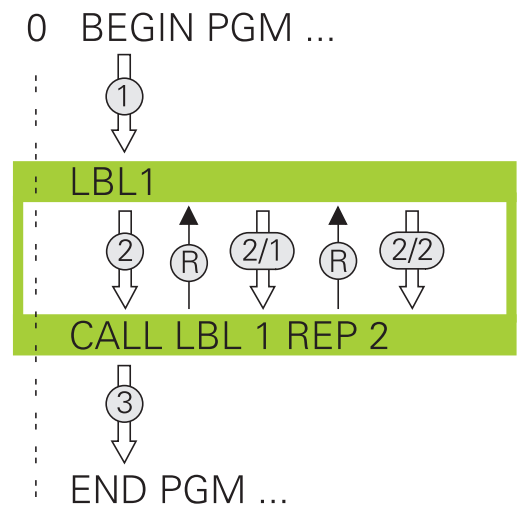 0 BEGIN PGM ...
1
LBL1
2 R 2/1 R 2/2
CALL LBL 1 REP 2
3
END PGM ...